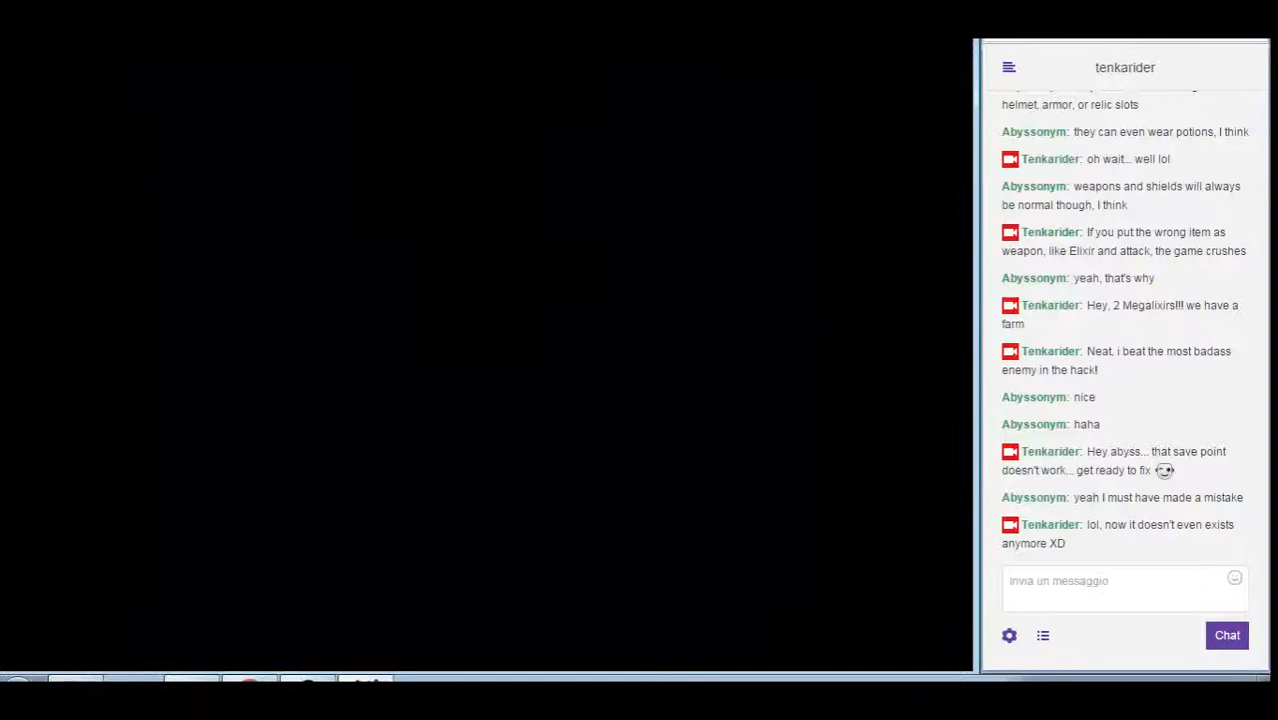 tenkarider
helmet, armor, or relic slots
Abyssonym: they can even wear potions, I think
Tenkarider: oh wait... well lol
Abyssonym: weapons and shields will always
be normal though, I think
Tenkarider: If you put the wrong item as
weapon, like Elixir and attack, the game crushes
Abyssonym: yeah, that's why
Tenkarider: Hey, 2 Megalixirs!!! we have a
farm
Tenkarider: Neat. i beat the most badass
enemy in the hack!
Abyssonym: nice
Abyssonym: haha
Tenkarider: Hey abyss... that save point
doesn't work... get ready to fix
Abyssonym: yeah I must have made a mistake
Tenkarider: lol, now it doesn't even exists
anymore XD
Invia un messaggio
Chat